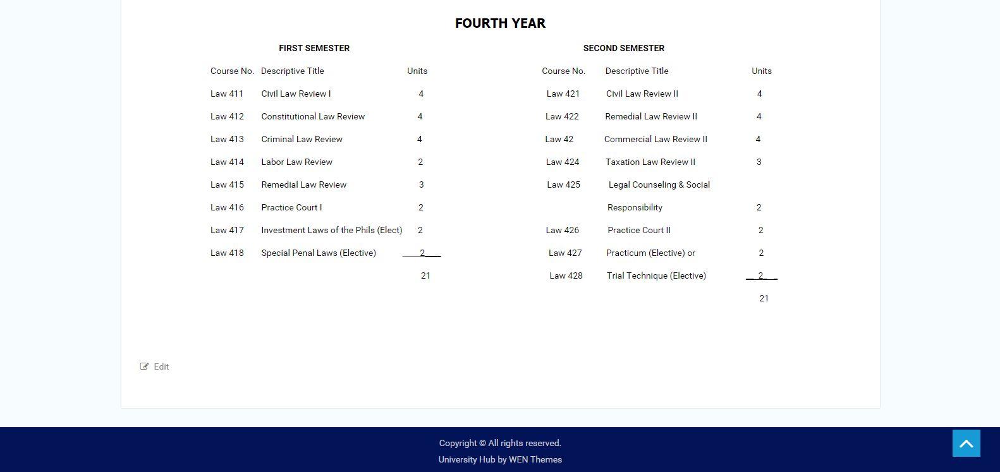 FOURTH YEAR
FIRST SEMESTER
Course No. Descriptive Title Units
Law 411 Civil Law Review I 4
Law 412 Constitutional Law Review 4
Law 413 Criminal Law Review 4
Law 414 Labor Law Review 2
Law 415 Remedial Law Review 3
Law 416 Practice Court I 2
Law 417 Investment Laws of the Phils (Elect) 2
Law 418 Special Penal Laws (Elective) 2
21
SECOND SEMESTER
Course No. Descriptive Title Units
Law 421 Civil Law Review II 4
Law 422 Remedial Law Review II 4
Law 42 Commercial Law Review II 4
Law 424 Taxation Law Review II 3
Law 425 Legal Counseling & Social
Responsibility 2
Law 426 Practice Court II 2
Law 427 Practicum (Elective) or 2
Law 428 Trial Technique (Elective) 2
21
Edit
Copyright © All rights reserved.
University Hub by WEN Themes